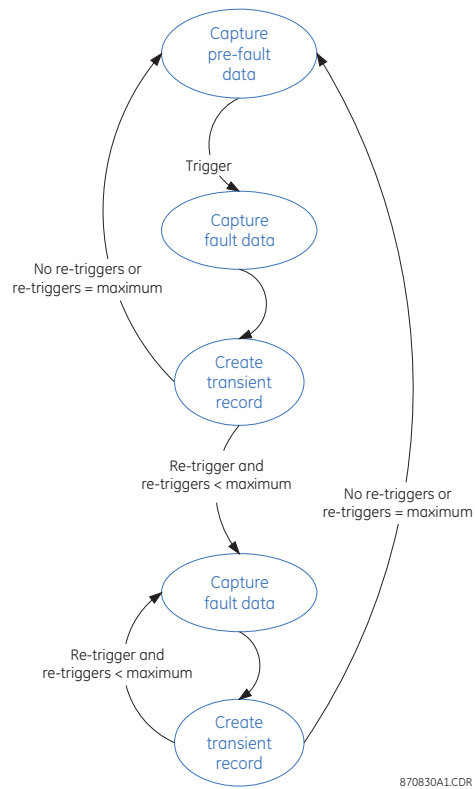 Capture
pre-fault
data
Trigger
Capture
fault data
No re-triggers or
re-triggers = maximum
Create
transient
record
Re-trigger and
re-triggers < maximum
No re-triggers or
re-triggers = maximum
Capture
fault data
Re-trigger and
re-triggers < maximum
Create
transient
record
870830A1.CDR